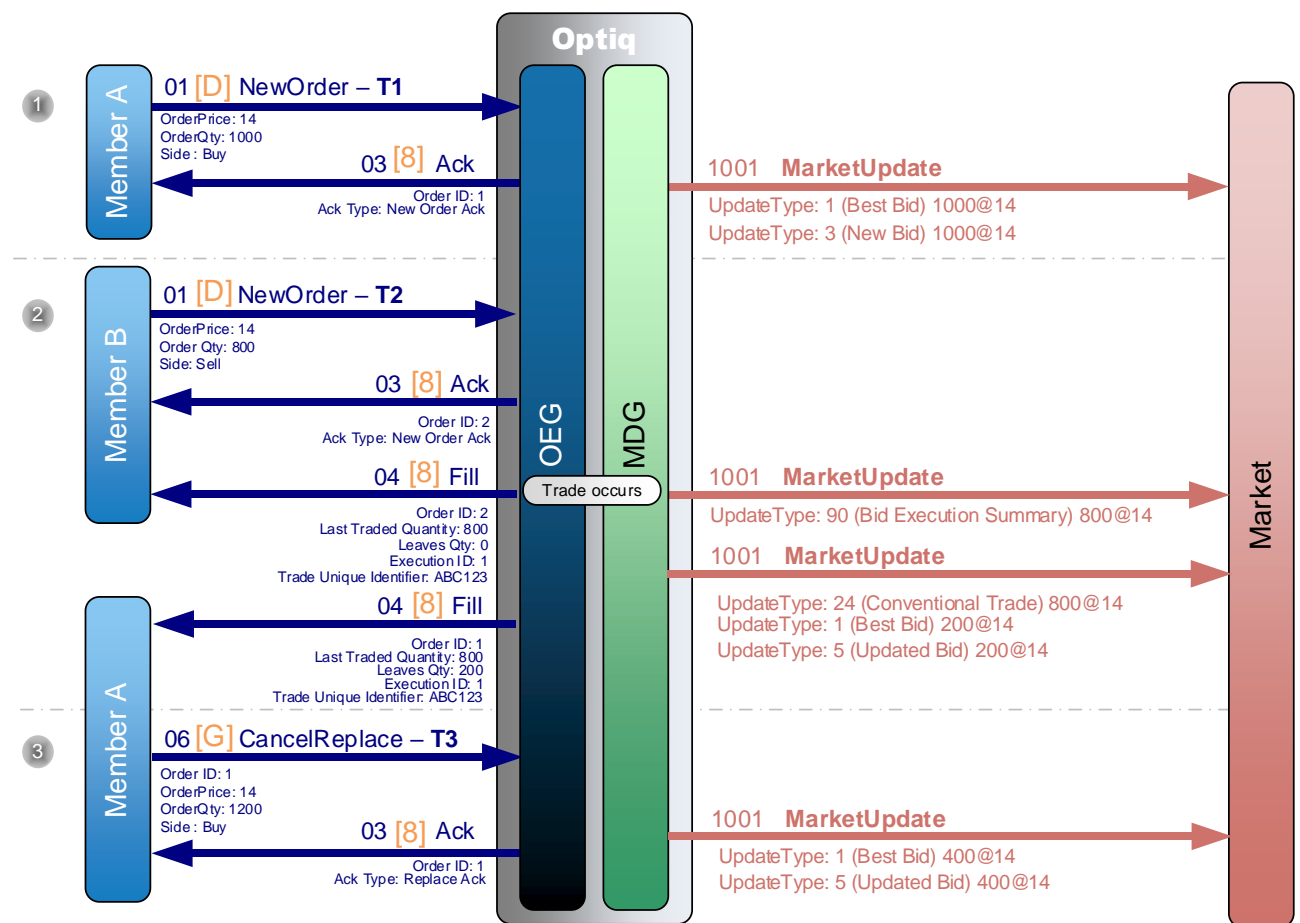 Optiq
1
Member A
01 [D] NewOrder – T1
OrderPrice: 14
OrderQty: 1000
Side : Buy
03 [8] Ack
Order ID: 1
Ack Type: New Order Ack
1001 MarketUpdate
UpdateType: 1 (Best Bid) 1000@14
UpdateType: 3 (New Bid) 1000@14
2
Member B
01 [D] NewOrder – T2
OrderPrice: 14
Order Qty: 800
Side: Sell
03 [8] Ack
Order ID: 2
Ack Type: New Order Ack
OEG
MDG
Market
04 [8] Fill
Trade occurs
Order ID: 2
Last Traded Quantity: 800
Leaves Qty: 0
Execution ID: 1
Trade Unique Identifier: ABC123
1001 MarketUpdate
UpdateType: 90 (Bid Execution Summary) 800@14
1001 MarketUpdate
UpdateType: 24 (Conventional Trade) 800@14
UpdateType: 1 (Best Bid) 200@14
UpdateType: 5 (Updated Bid) 200@14
Member A
04 [8] Fill
Order ID: 1
Last Traded Quantity: 800
Leaves Qty: 200
Execution ID: 1
Trade Unique Identifier: ABC123
3
06 [G] CancelReplace – T3
Order ID: 1
OrderPrice: 14
OrderQty: 1200
Side : Buy
03 [8] Ack
Order ID: 1
Ack Type: Replace Ack
1001 MarketUpdate
UpdateType: 1 (Best Bid) 400@14
UpdateType: 5 (Updated Bid) 400@14